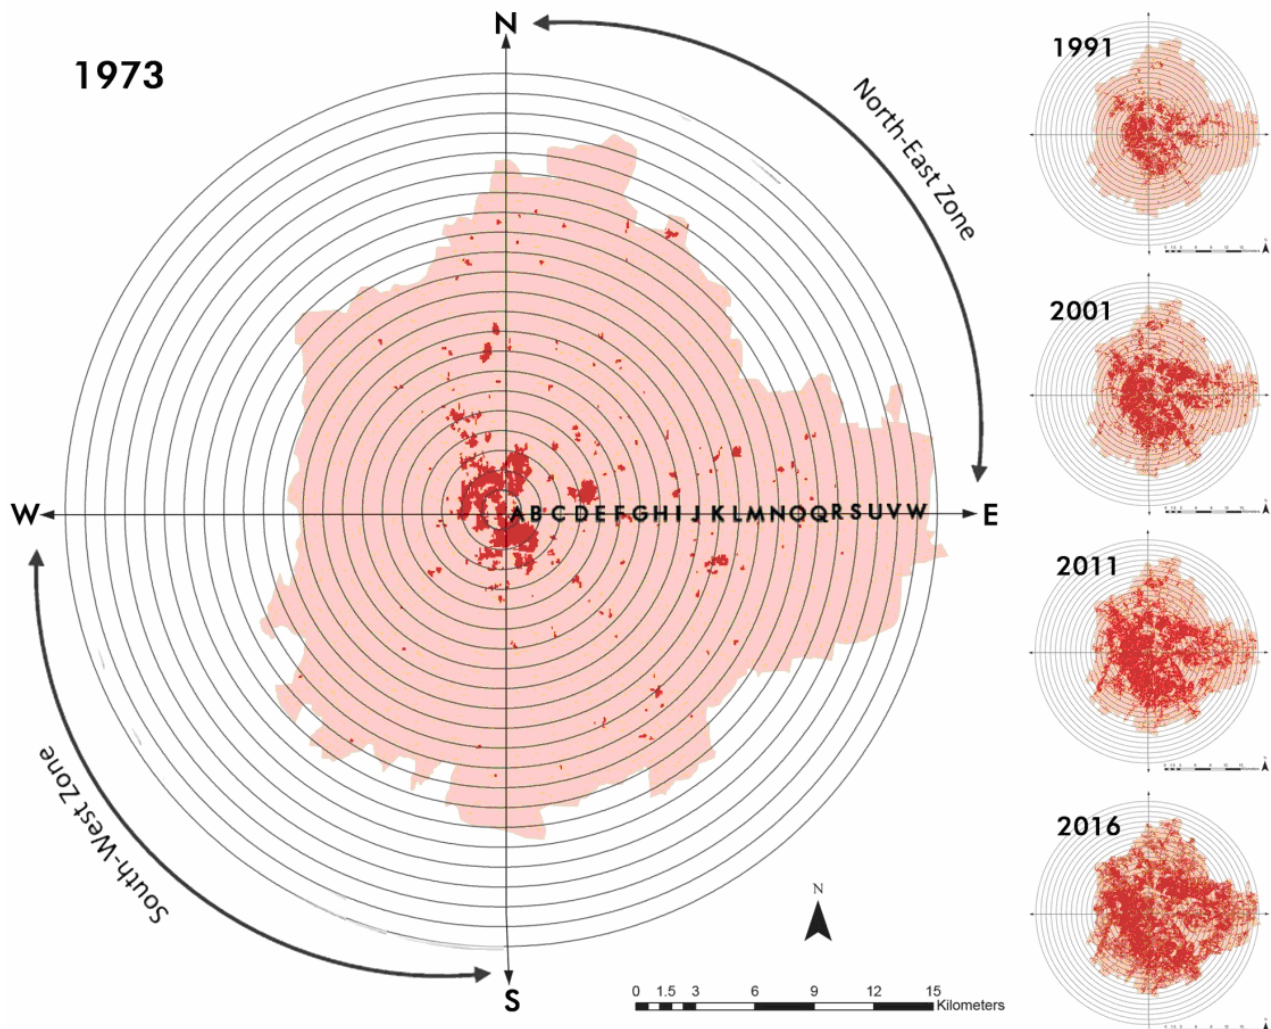 1973
N
North-East Zone
W
A B C D E F G H I J K L M N O Q R S U V W
E
South-West Zone
S
N
0 1.5 3 6 9 12 15
Kilometers
1991
2001
2011
2016